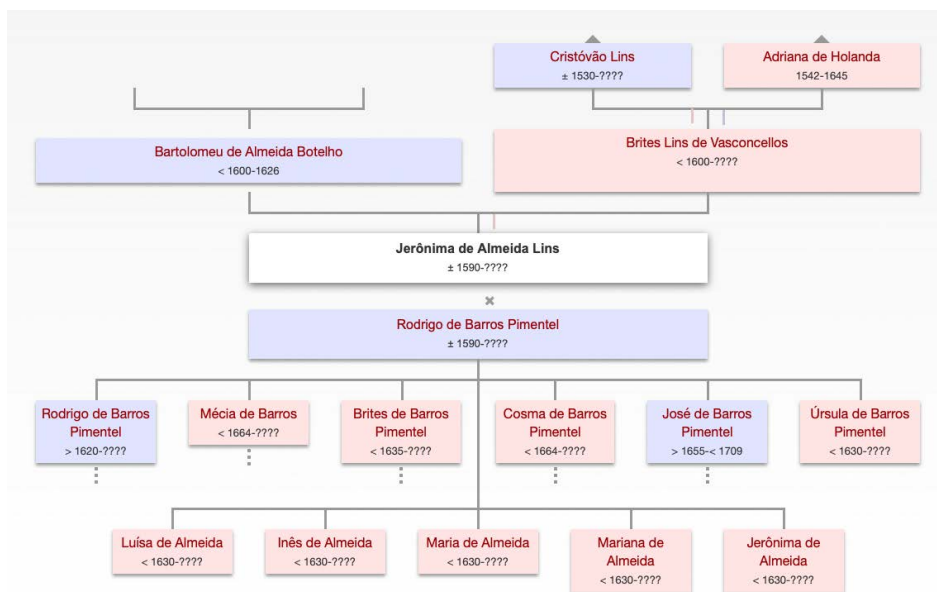 Cristóvão Lins
± 1530-????
Adriana de Holanda
1542-1645
Bartolomeu de Almeida Botelho
< 1600-1626
Brites Lins de Vasconcellos
< 1600-????
Jerônima de Almeida Lins
± 1590-????
×
Rodrigo de Barros Pimentel
± 1590-????
Rodrigo de Barros
Pimentel
> 1620-????
Mécia de Barros
< 1664-????
Brites de Barros
Pimentel
< 1635-????
Cosma de Barros
Pimentel
< 1664-????
José de Barros
Pimentel
> 1655-< 1709
Úrsula de Barros
Pimentel
< 1630-????
Luísa de Almeida
< 1630-????
Inês de Almeida
< 1630-????
Maria de Almeida
< 1630-????
Mariana de
Almeida
< 1630-????
Jerônima de
Almeida
< 1630-????